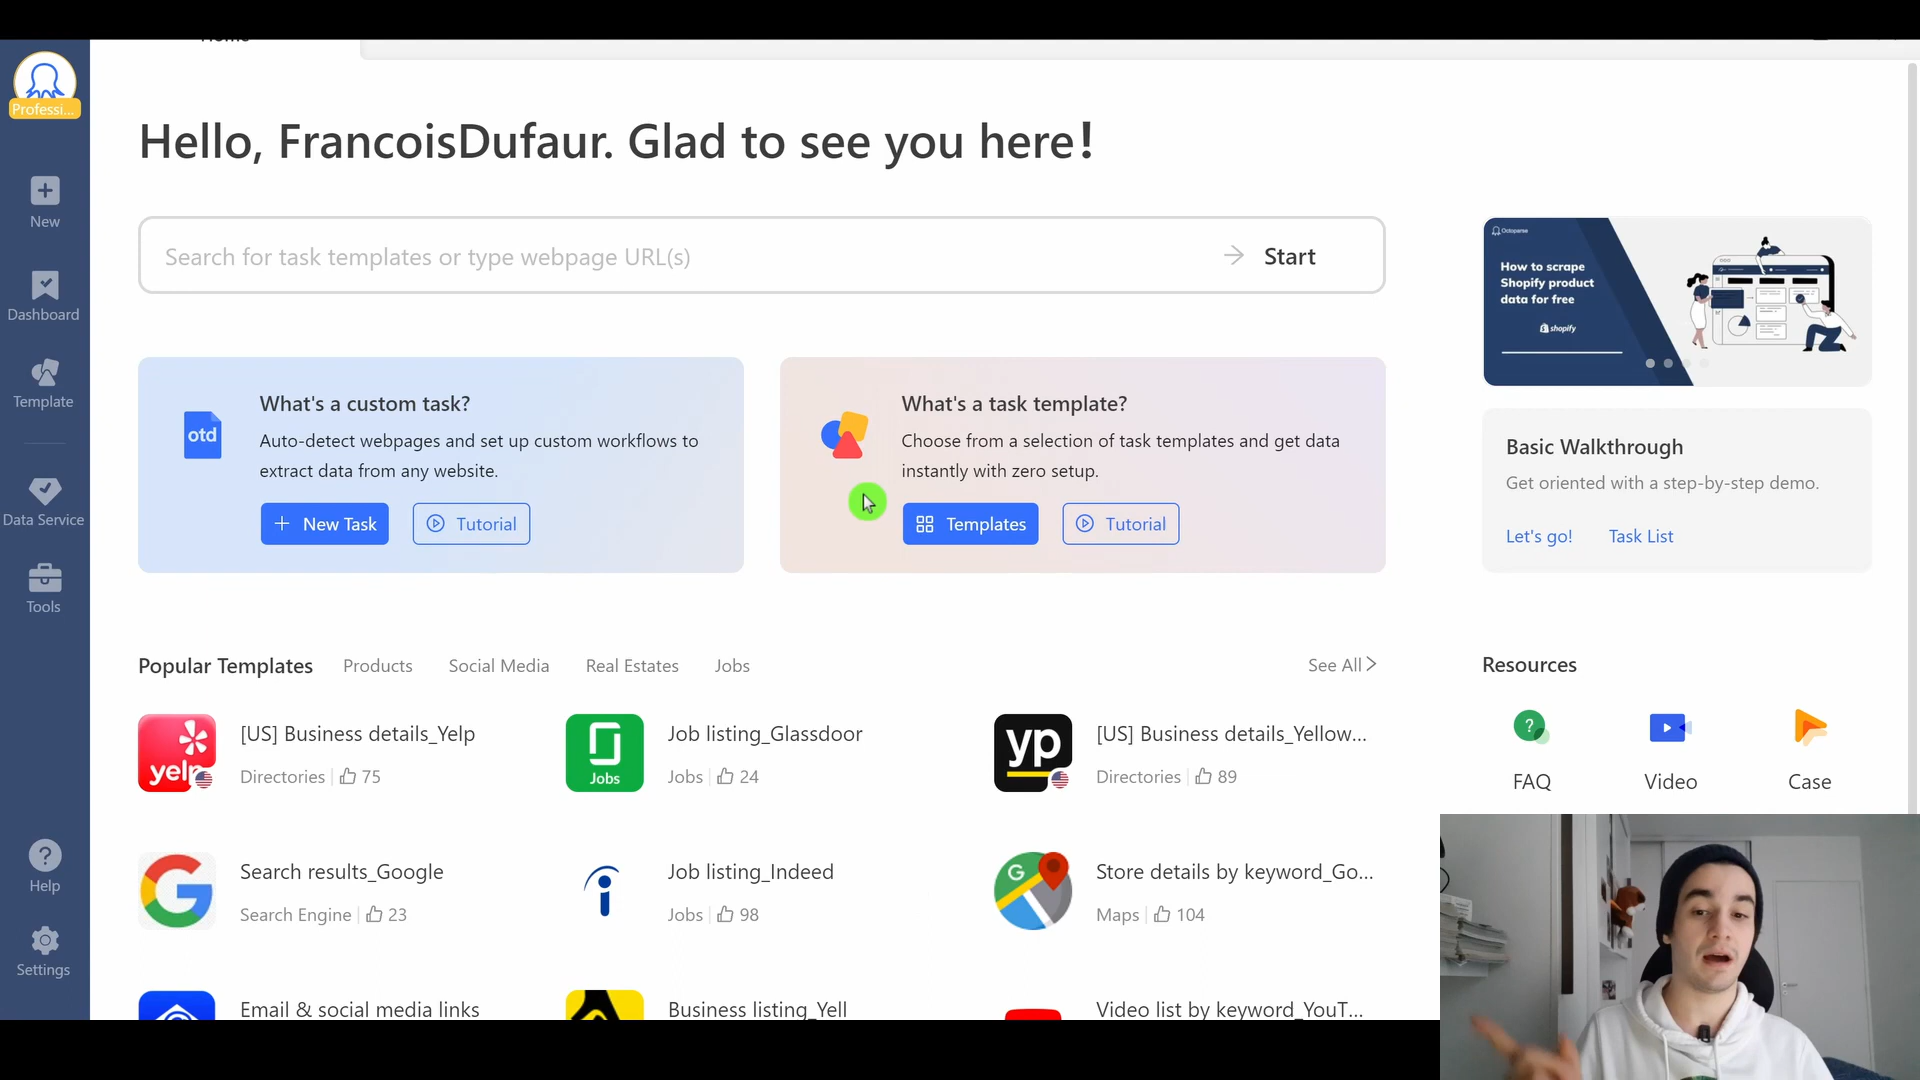 Home
Professi...
Hello, FrancoisDufaur. Glad to see you here!
New
Search for task templates or type webpage URL(s)
Start
Octoparse
How to scrape
Shopify product
data for free
shopify
Dashboard
Template
What's a custom task?
otd
Auto-detect webpages and set up custom workflows to
extract data from any website.
New Task
Tutorial
What's a task template?
Choose from a selection of task templates and get data
instantly with zero setup.
Templates
Tutorial
Basic Walkthrough
Get oriented with a step-by-step demo.
Let's go!
Task List
Data Service
Tools
Popular Templates
Products
Social Media
Real Estates
Jobs
See All
Resources
yelp
[US] Business details_Yelp
Directories
75
Jobs
Job listing_Glassdoor
Jobs
24
yp
[US] Business details_Yellow...
Directories
89
?
FAQ
Video
Case
G
Search results_Google
Search Engine
23
i
Job listing_Indeed
Jobs
98
G
Store details by keyword_Go...
Maps
104
?
Help
Settings
Email & social media links
Business listing_Yell
Video list by keyword_YouT...